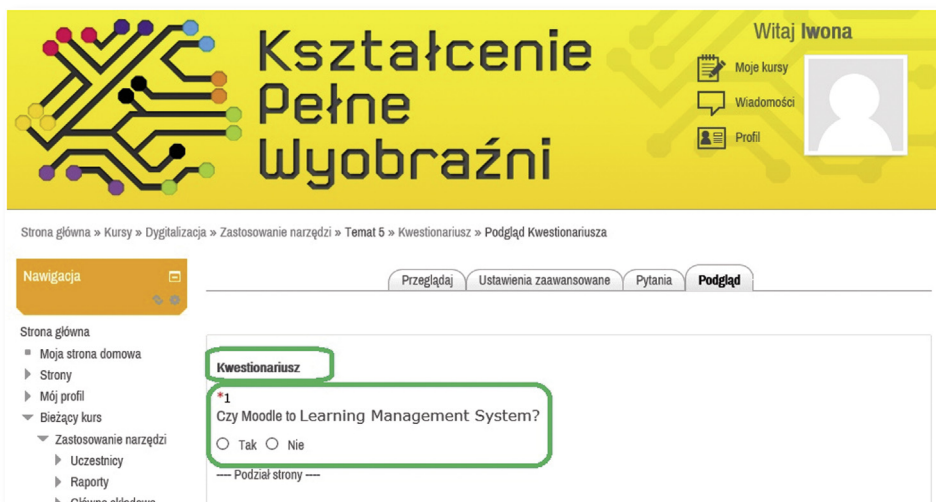 Kształcenie
Pełne
Wyobraźni
Witaj Iwona
Moje kursy
Wiadomości
Profil
Strona główna » Kursy » Dygitalizacja » Zastosowanie narzędzi » Temat 5 » Kwestionariusz » Podgląd Kwestionariusza
Nawigacja
Przeglądaj Ustawienia zaawansowane Pytania Podgląd
Strona główna
Moja strona domowa
Strony
Mój profil
Bieżący kurs
Zastosowanie narzędzi
Uczestnicy
Raporty
Kwestionariusz
*1
Czy Moodle to Learning Management System?
Tak Nie
---- Podział strony ----